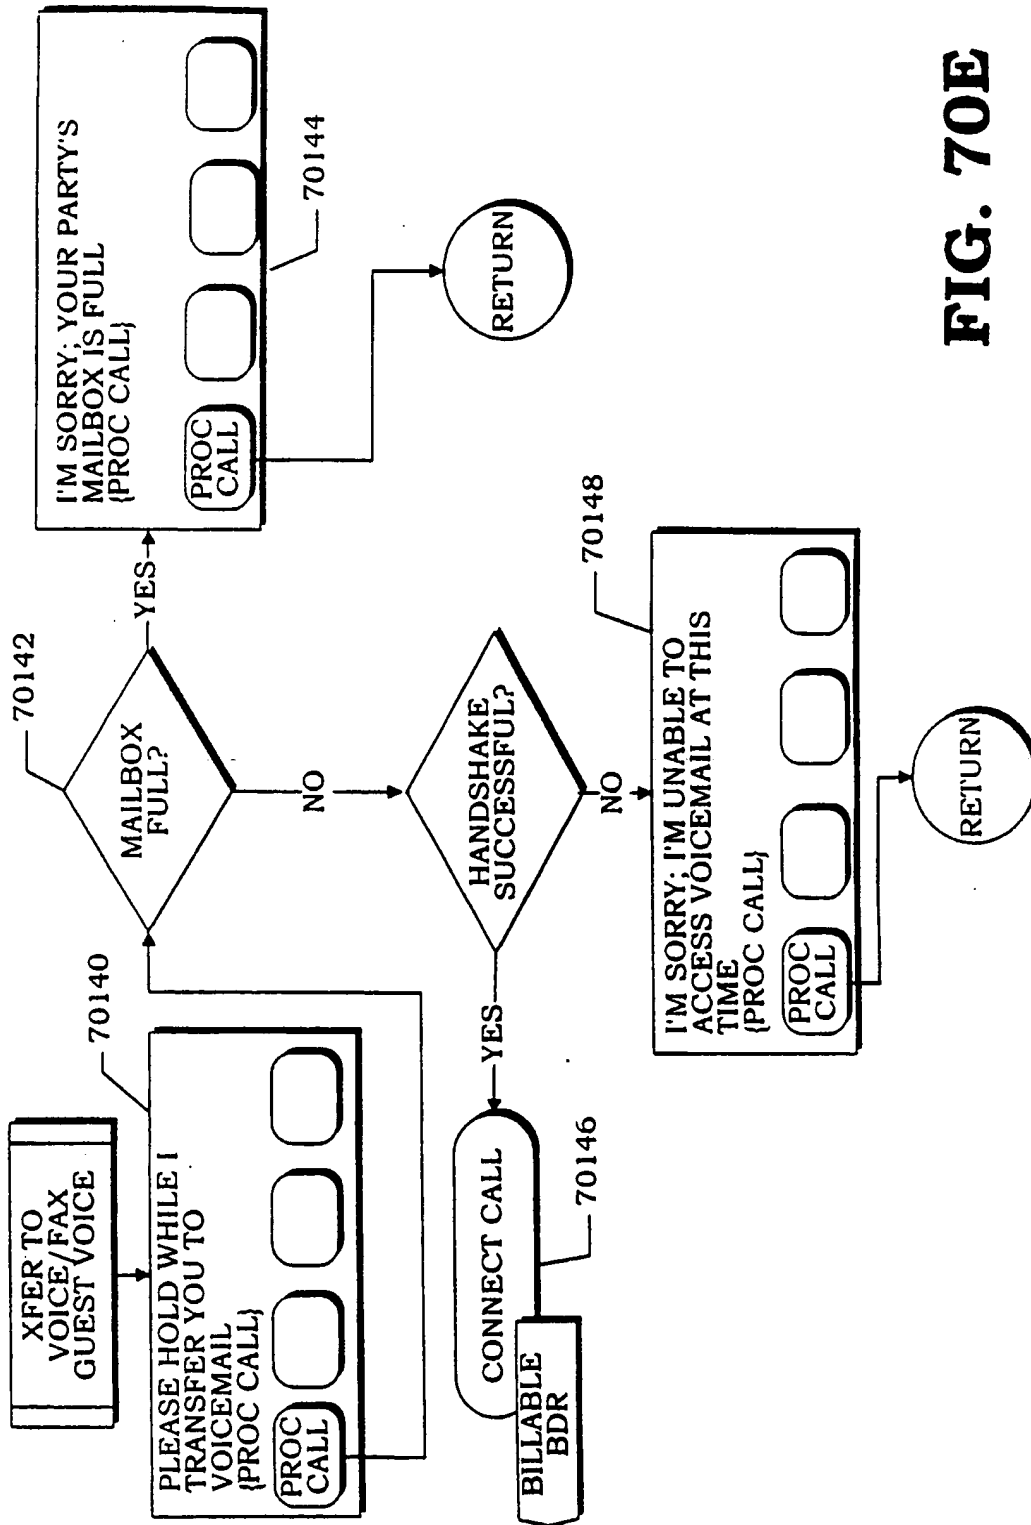 XFER TO
VOICE/FAX
GUEST VOICE
70140
PLEASE HOLD WHILE I
TRANSFER YOU TO
VOICEMAIL
{PROC CALL}
PROC
CALL
70142
MAILBOX
FULL?
YES
I'M SORRY; YOUR PARTY'S
MAILBOX IS FULL
{PROC CALL}
PROC
CALL
70144
RETURN
NO
HANDSHAKE
SUCCESSFUL?
YES
CONNECT CALL
BILLABLE
BDR
70146
NO
70148
I'M SORRY; I'M UNABLE TO
ACCESS VOICEMAIL AT THIS
TIME
{PROC CALL}
PROC
CALL
RETURN
FIG. 70E